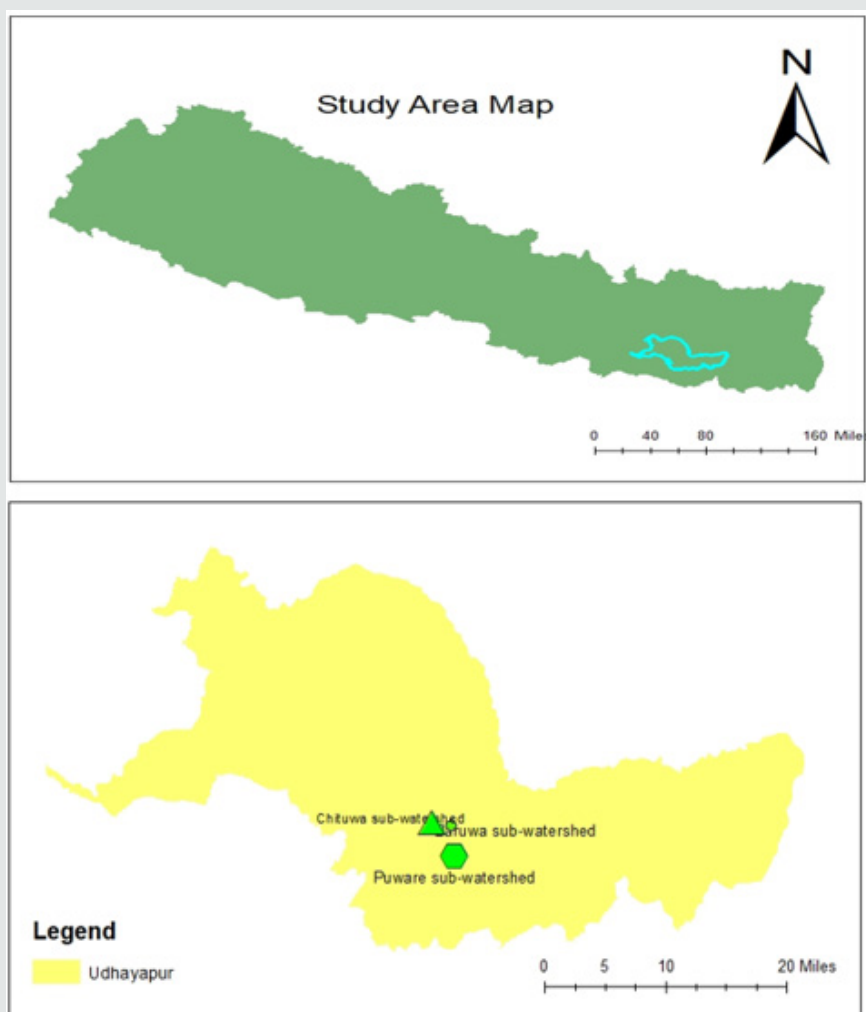 N
Study Area Map
0 40 80 160 Miles
Chituwa sub-watershed
sub-watershed
Puware sub-watershed
Legend
Udhayapur
0 5 10 20 Miles